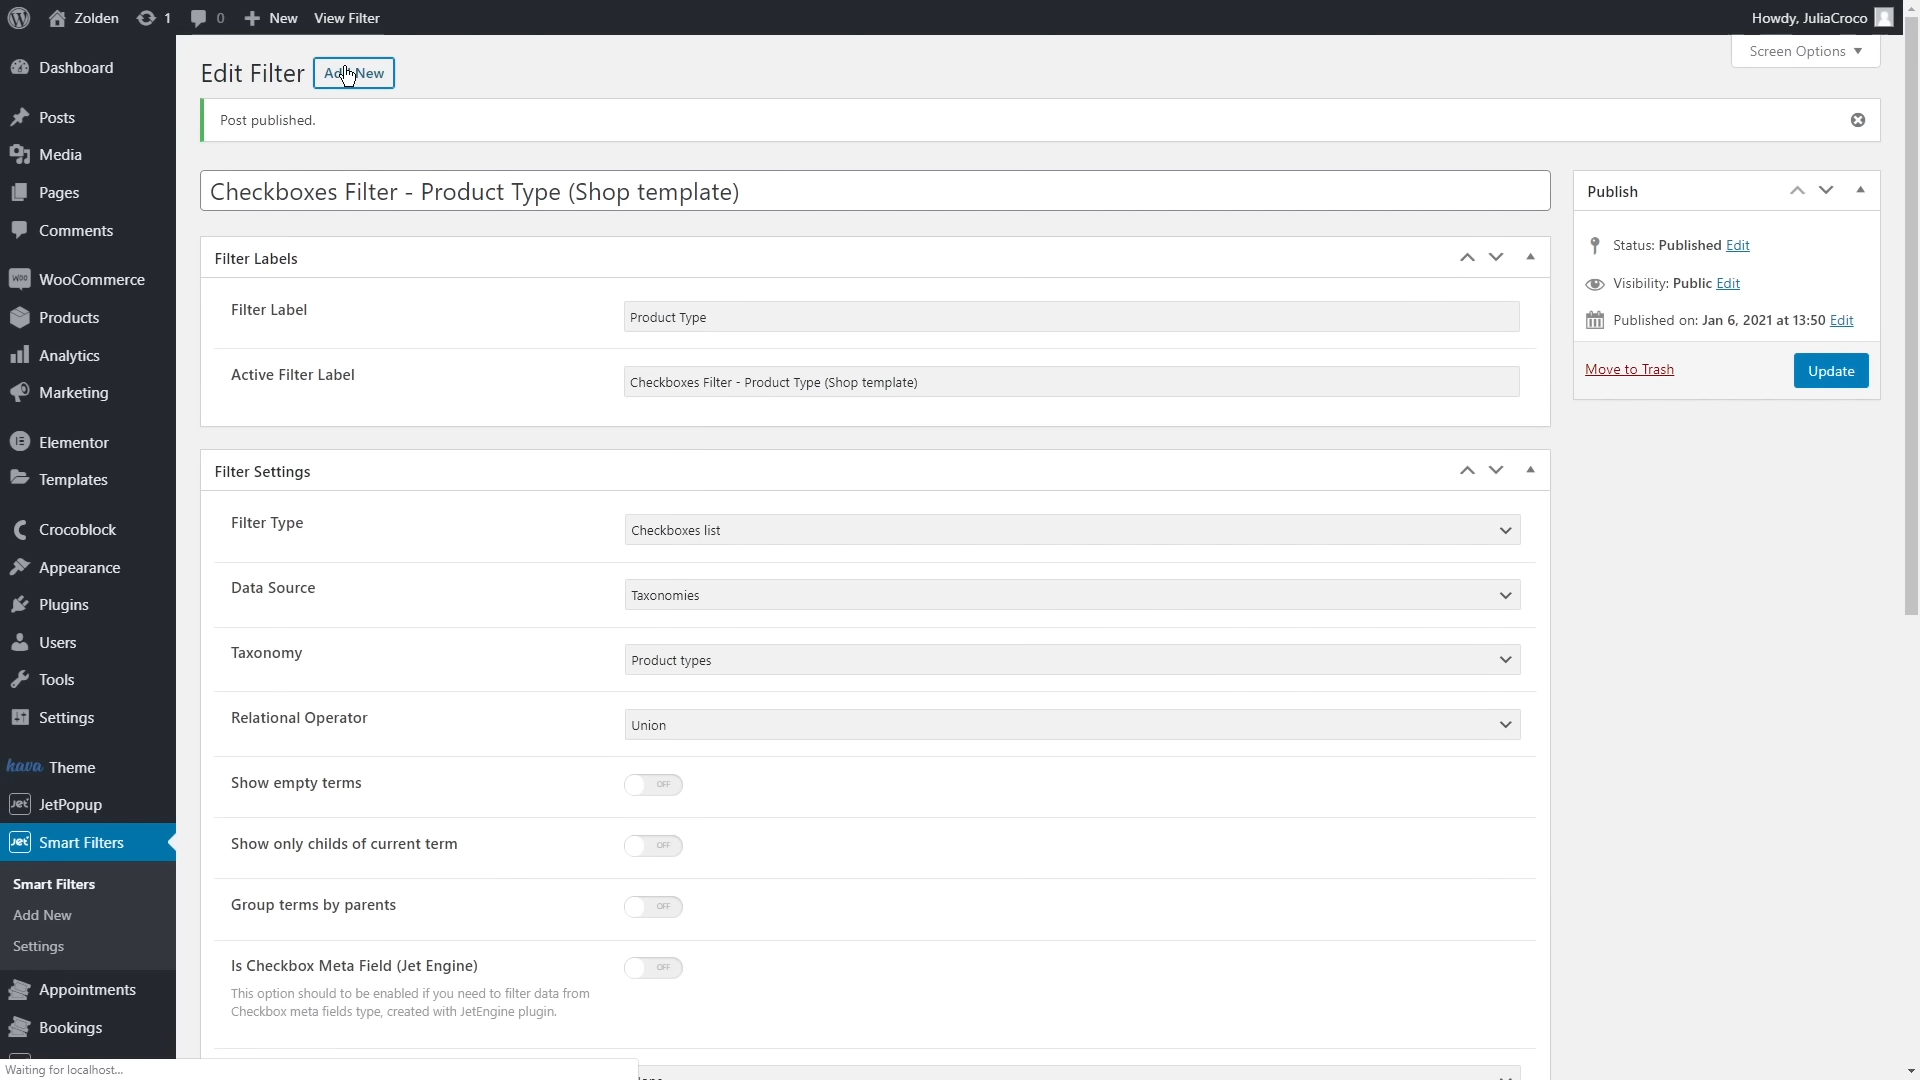 Zolden 1 0 New View Filter Howdy, JuliaCroco
Screen Options
Dashboard
Posts
Media
Pages
Comments
WooCommerce
Products
Analytics
Marketing
Elementor
Templates
Crocoblock
Appearance
Plugins
Users
Tools
Settings
kava Theme
JetPopup
Smart Filters
Smart Filters
Add New
Settings
Appointments
Bookings
Edit Filter
Post published.
Checkboxes Filter - Product Type (Shop template)
Filter Labels
Filter Label Product Type
Active Filter Label Checkboxes Filter - Product Type (Shop template)
Filter Settings
Filter Type Checkboxes list
Data Source Taxonomies
Taxonomy Product types
Relational Operator Union
Show empty terms OFF
Show only childs of current term OFF
Group terms by parents OFF
Is Checkbox Meta Field (Jet Engine) OFF
This option should to be enabled if you need to filter data from
Checkbox meta fields type, created with JetEngine plugin.
Publish
Status: Published Edit
Visibility: Public Edit
Published on: Jan 6, 2021 at 13:50 Edit
Move to Trash Update
Waiting for localhost...